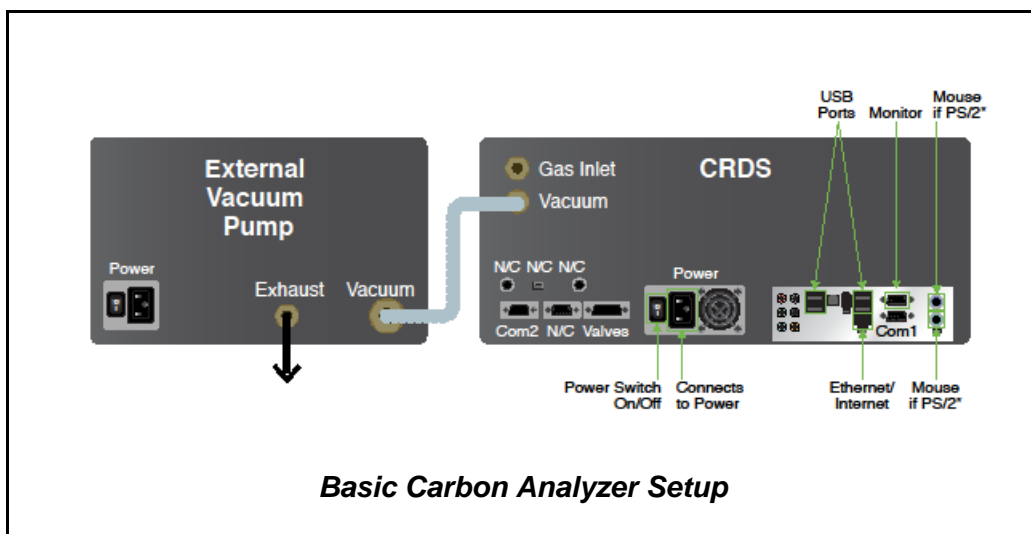 USB
Ports
Monitor
Mouse
if PS/2*
External
Vacuum
Pump
Power
Exhaust
Vacuum
Gas Inlet
Vacuum
CRDS
N/C N/C N/C
Power
Com2 N/C Valves
Com1
Power Switch
On/Off
Connects
to Power
Ethernet/
Internet
Mouse
if PS/2*
Basic Carbon Analyzer Setup